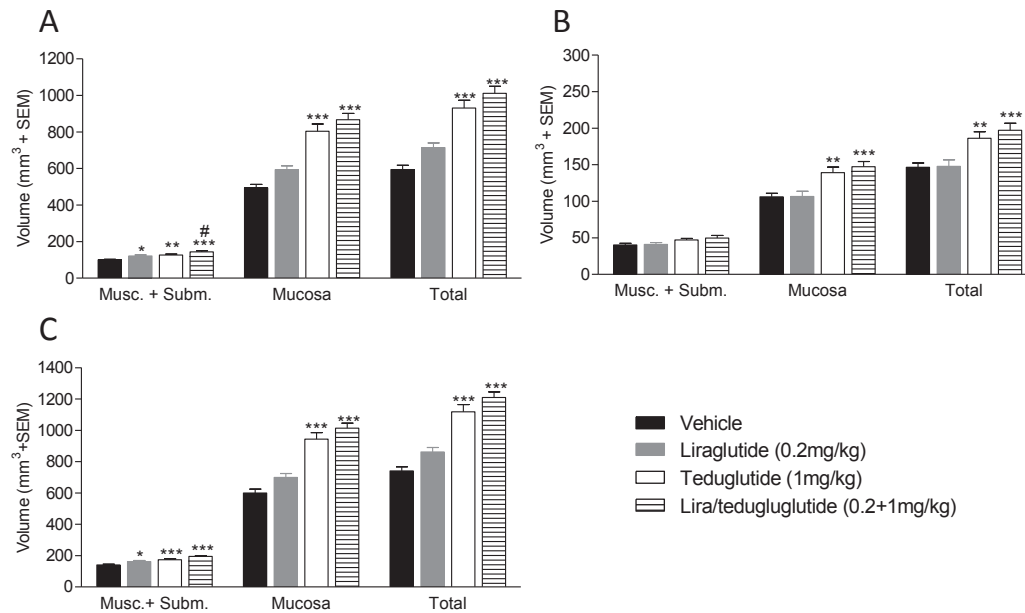 A
Volume (mm³ + SEM)
1200
1000
800
600
400
200
0
*
**
#
***
***
***
***
***
Musc. + Subm.
Mucosa
Total
B
Volume (mm³ + SEM)
300
250
200
150
100
50
0
**
***
**
***
Musc. + Subm.
Mucosa
Total
C
Volume (mm³+SEM)
1400
1200
1000
800
600
400
200
0
*
***
***
***
***
***
***
Musc.+ Subm.
Mucosa
Total
Vehicle
Liraglutide (0.2mg/kg)
Teduglutide (1mg/kg)
Lira/tedugluglutide (0.2+1mg/kg)